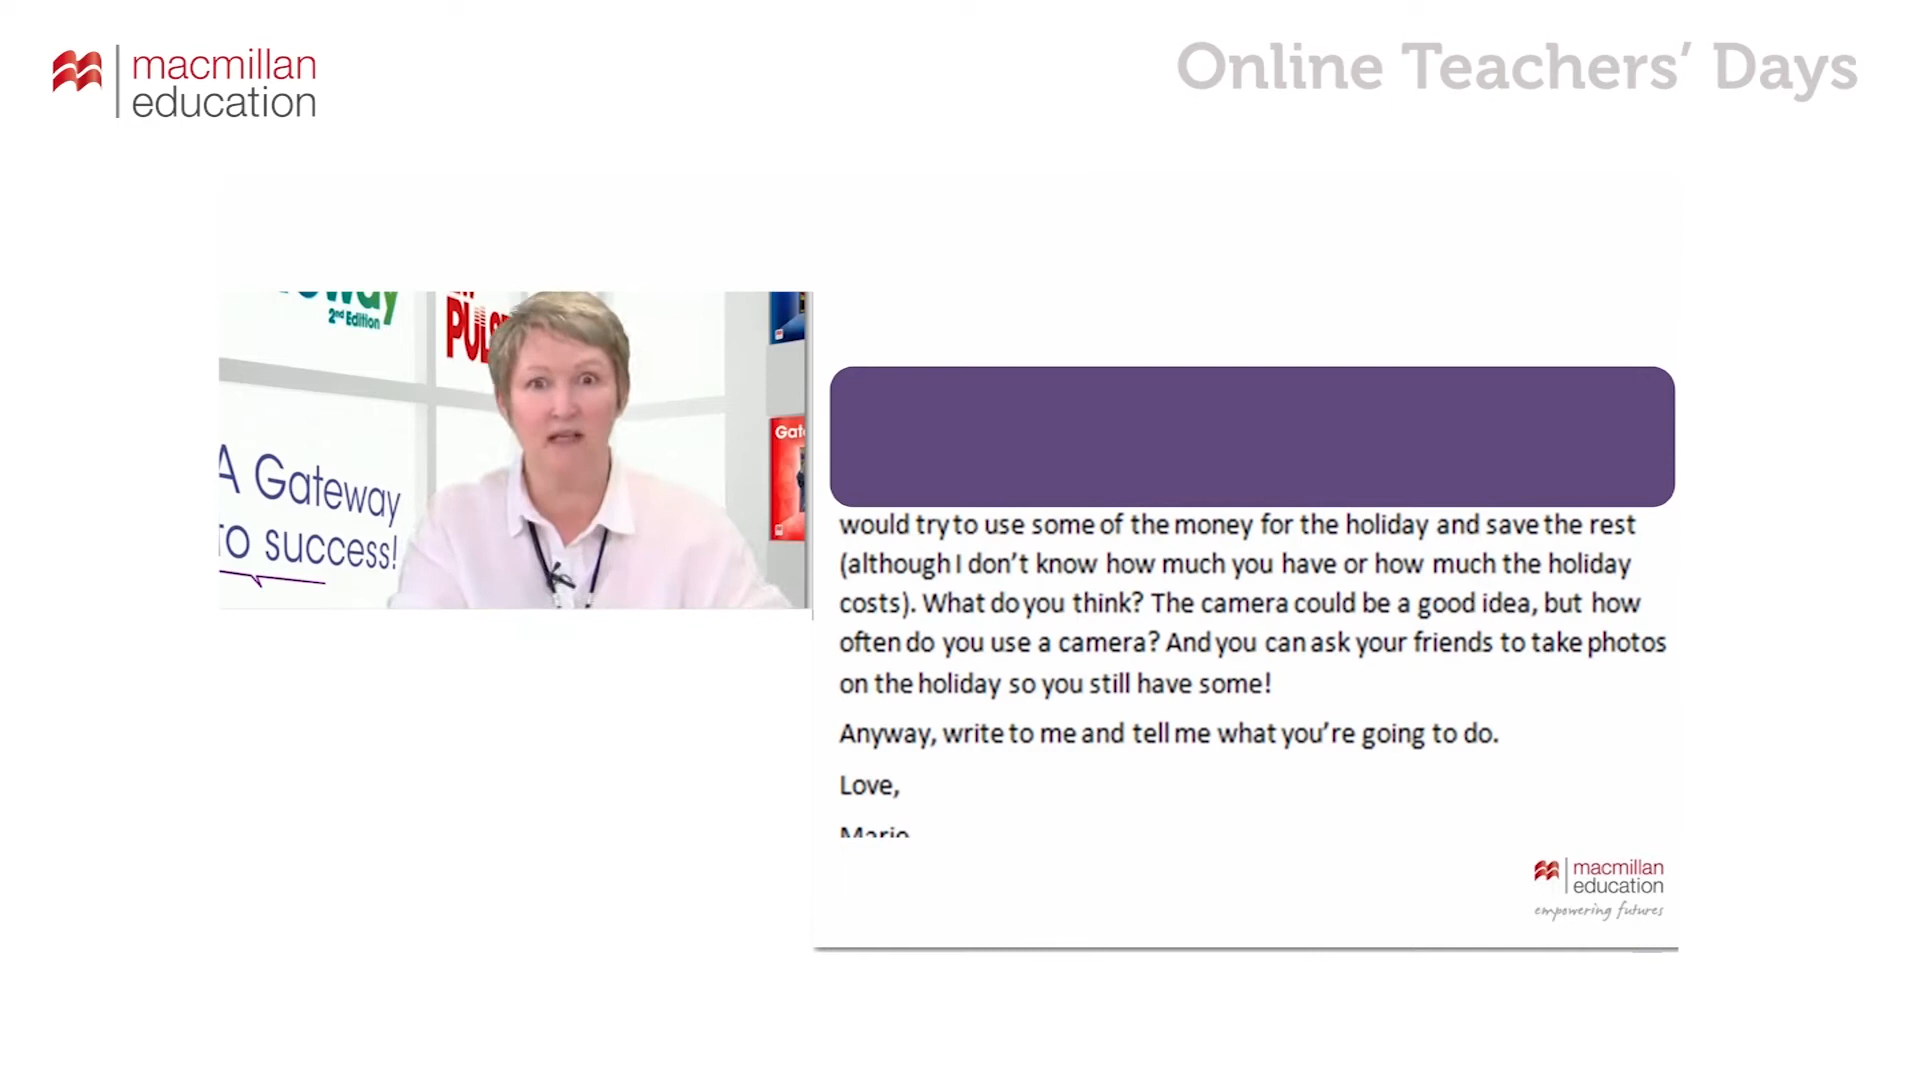 macmillan
education
Online Teachers' Days
2nd Edition
A Gateway
to success!
would try to use some of the money for the holiday and save the rest
(although I don't know how much you have or how much the holiday
costs). What do you think? The camera could be a good idea, but how
often do you use a camera? And you can ask your friends to take photos
on the holiday so you still have some!
Anyway, write to me and tell me what you're going to do.
Love,
macmillan
education
empowering futures